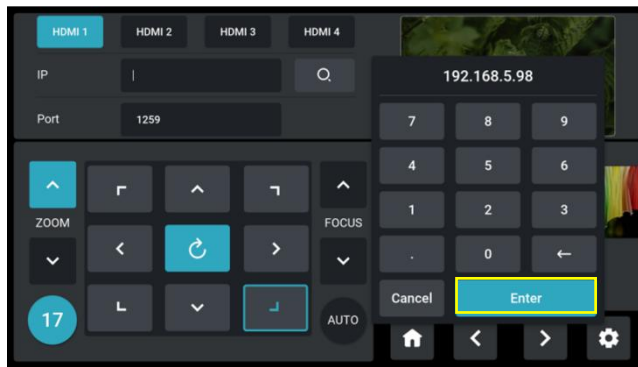 HDMI 1 HDMI 2 HDMI 3 HDMI 4
IP
Port 1259
192.168.5.98
7 8 9
4 5 6
1 2 3
. 0 ←
Cancel Enter
ZOOM
FOCUS
17
AUTO